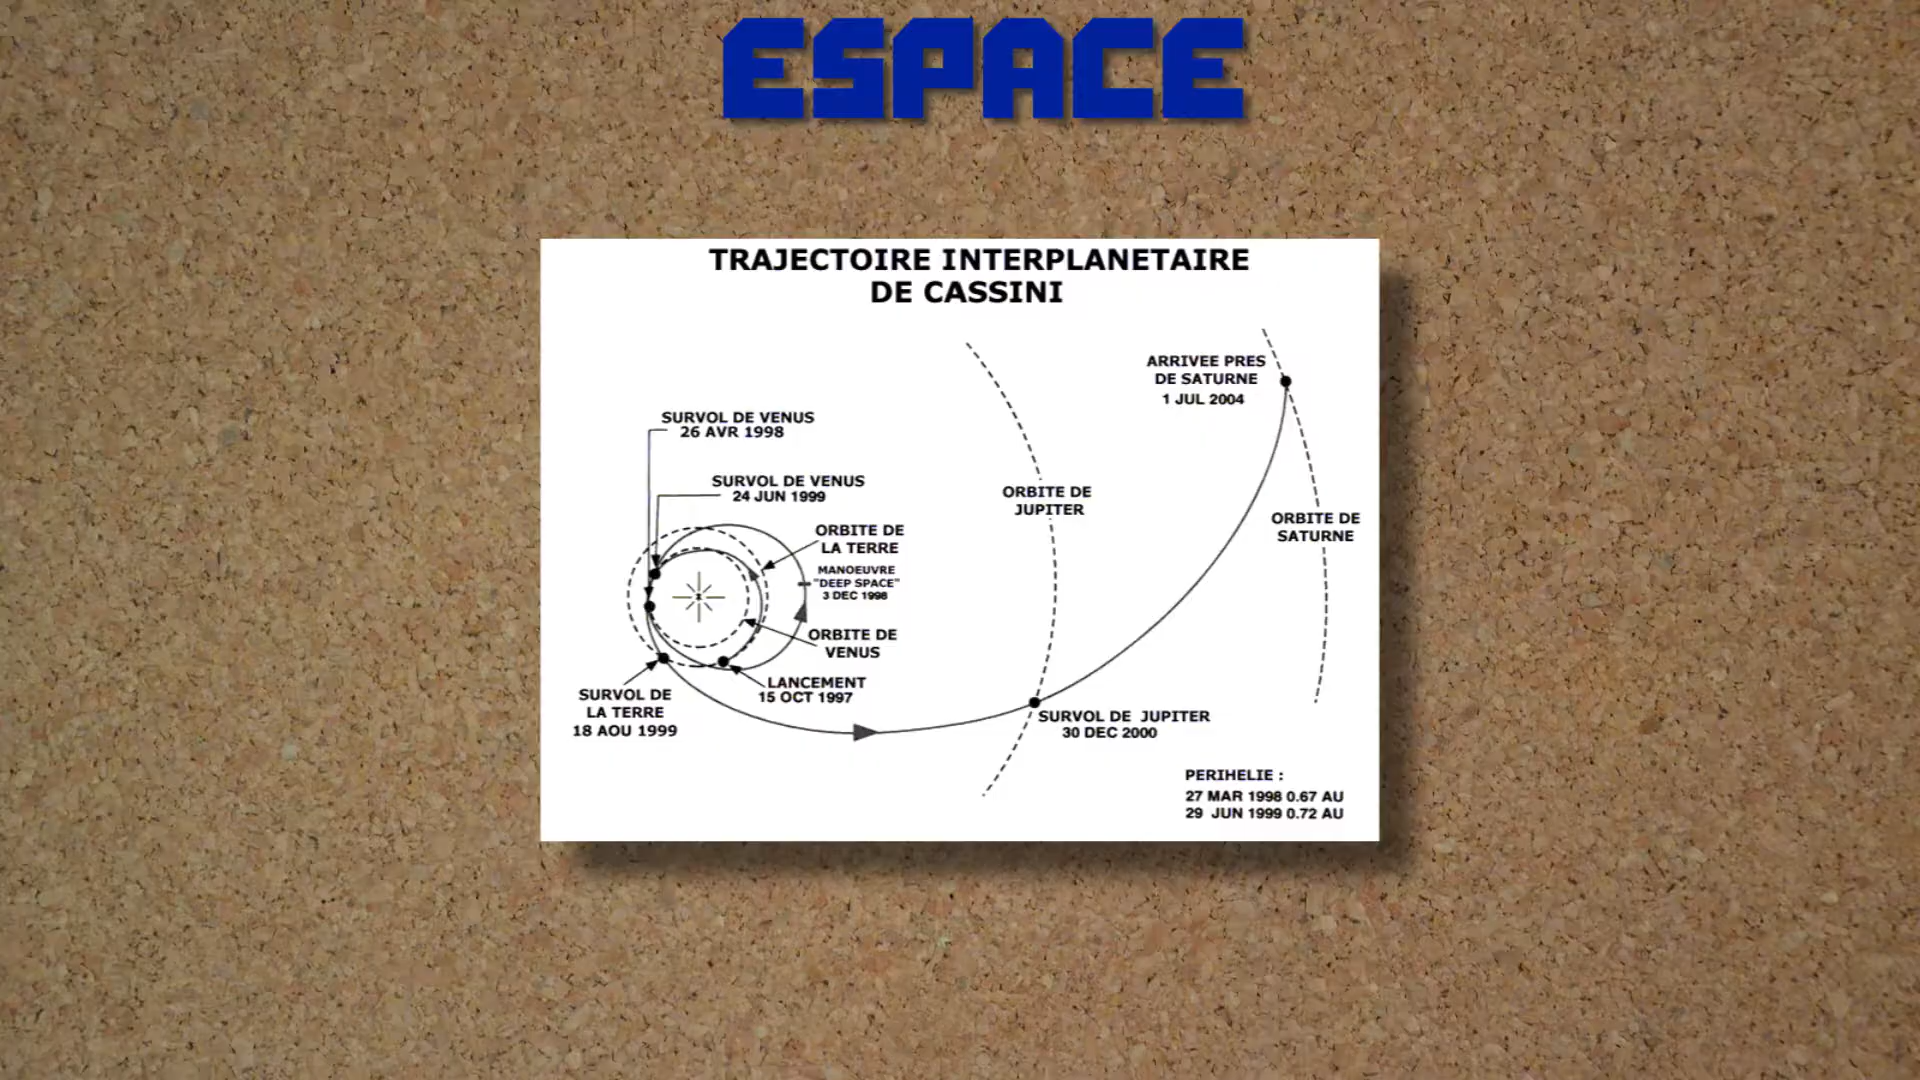 ESPACE
TRAJECTOIRE INTERPLANETAIRE
DE CASSINI
ARRIVEE PRES
DE SATURNE
1 JUL 2004
SURVOL DE VENUS
26 AVR 1998
SURVOL DE VENUS
24 JUN 1999
ORBITE DE
JUPITER
ORBITE DE
SATURNE
ORBITE DE
LA TERRE
MANOEUVRE
"DEEP SPACE"
3 DEC 1998
ORBITE DE
VENUS
LANCEMENT
15 OCT 1997
SURVOL DE
LA TERRE
18 AOU 1999
SURVOL DE JUPITER
30 DEC 2000
PERIHELIE :
27 MAR 1998 0.67 AU
29 JUN 1999 0.72 AU